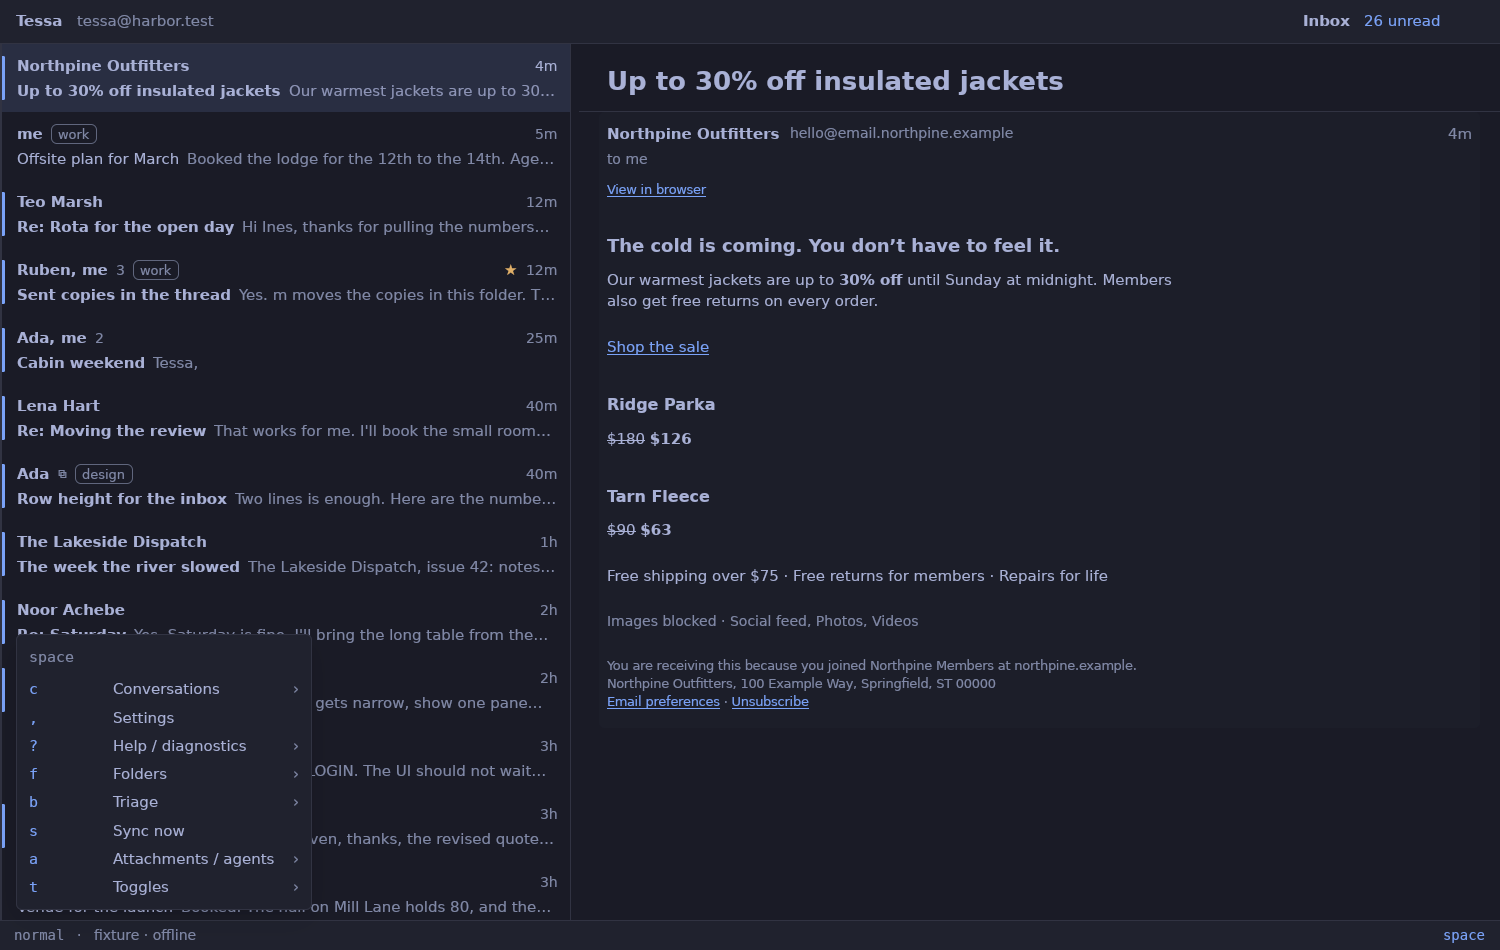 Tessa tessa@harbor.test
Inbox 26 unread
Northpine Outfitters 4m
Up to 30% off insulated jackets Our warmest jackets are up to 30…
me work 5m
Offsite plan for March Booked the lodge for the 12th to the 14th. Age…
Teo Marsh 12m
Re: Rota for the open day Hi Ines, thanks for pulling the numbers…
Ruben, me 3 work ★ 12m
Sent copies in the thread Yes. m moves the copies in this folder. T…
Ada, me 2 25m
Cabin weekend Tessa,
Lena Hart 40m
Re: Moving the review That works for me. I'll book the small room…
Ada design 40m
Row height for the inbox Two lines is enough. Here are the numbe…
The Lakeside Dispatch 1h
The week the river slowed The Lakeside Dispatch, issue 42: notes…
Noor Achebe 2h
Re: Saturday Yes. Saturday is fine. I'll bring the long table from the…
2h
gets narrow, show one pane…
3h
LOGIN. The UI should not wait…
3h
thanks, the revised quote…
3h
Venue for the launch Booked. The hall on Mill Lane holds 80, and the…
space
c Conversations ›
, Settings
? Help / diagnostics ›
f Folders ›
b Triage ›
s Sync now
a Attachments / agents ›
t Toggles ›
Up to 30% off insulated jackets
Northpine Outfitters hello@email.northpine.example 4m
to me
View in browser
The cold is coming. You don’t have to feel it.
Our warmest jackets are up to 30% off until Sunday at midnight. Members
also get free returns on every order.
Shop the sale
Ridge Parka
$180 $126
Tarn Fleece
$90 $63
Free shipping over $75 · Free returns for members · Repairs for life
Images blocked · Social feed, Photos, Videos
You are receiving this because you joined Northpine Members at northpine.example.
Northpine Outfitters, 100 Example Way, Springfield, ST 00000
Email preferences · Unsubscribe
normal · fixture · offline
space